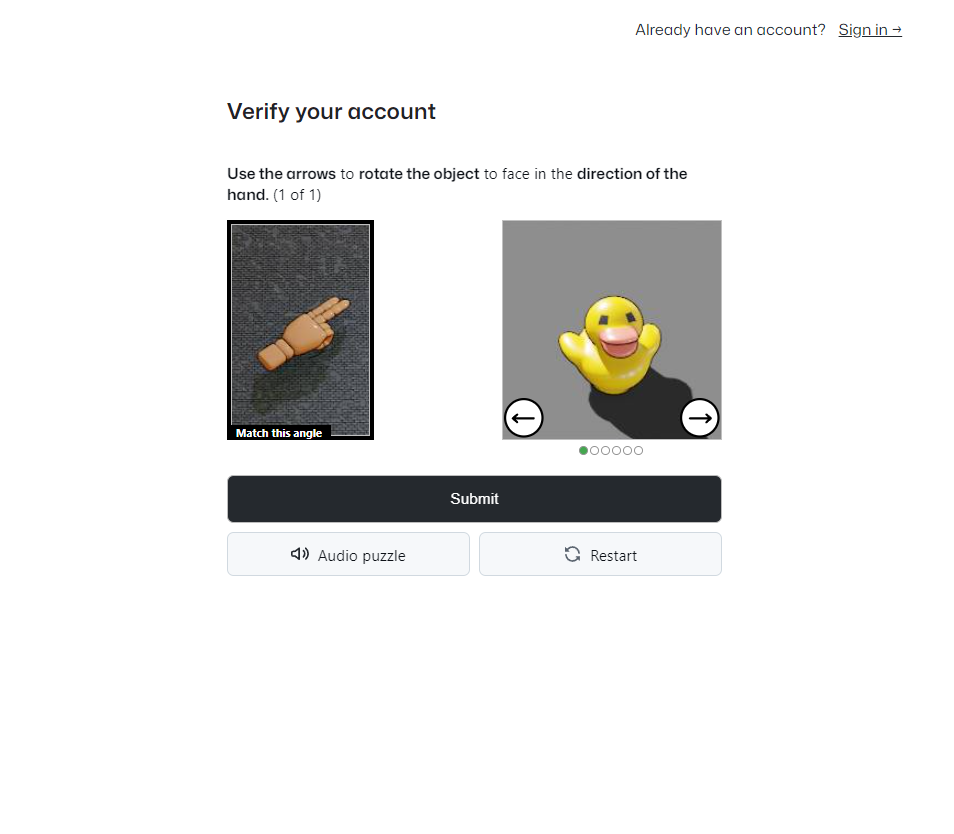 Already have an account? Sign in →
Verify your account
Use the arrows to rotate the object to face in the direction of the
hand. (1 of 1)
Match this angle
Submit
Audio puzzle
Restart